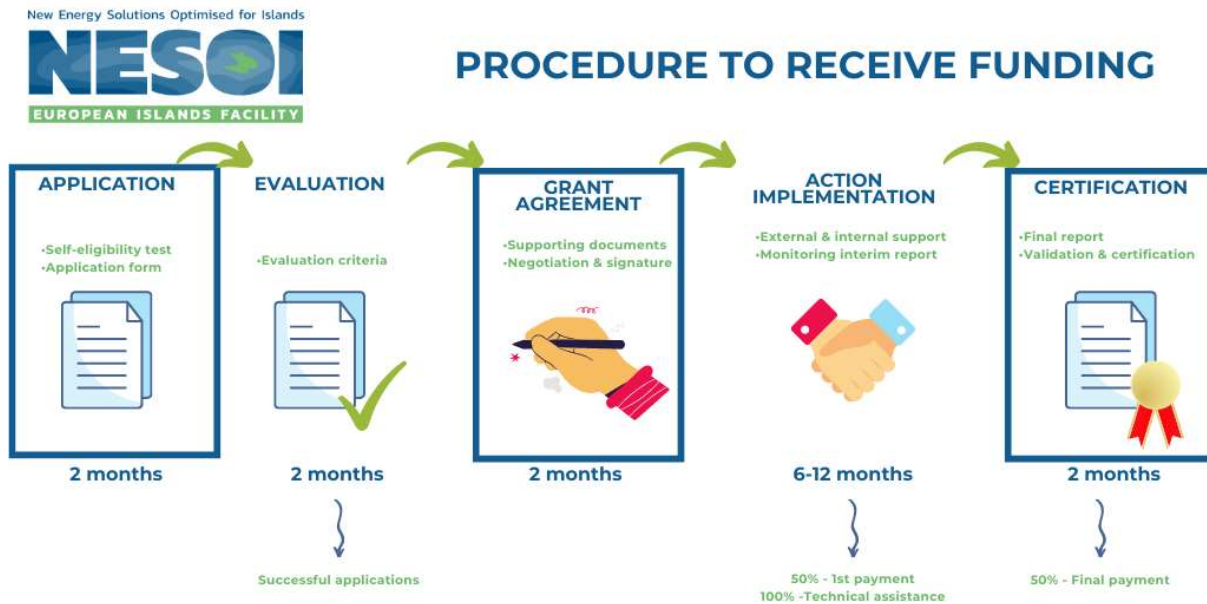 New Energy Solutions Optimised for Islands
NESOI
EUROPEAN ISLANDS FACILITY
PROCEDURE TO RECEIVE FUNDING
APPLICATION
•Self-eligibility test
•Application form
2 months
EVALUATION
•Evaluation criteria
2 months
Successful applications
GRANT
AGREEMENT
•Supporting documents
•Negotiation & signature
2 months
ACTION
IMPLEMENTATION
•External & internal support
•Monitoring interim report
6-12 months
50% - 1st payment
100% -Technical assistance
CERTIFICATION
•Final report
•Validation & certification
2 months
50% - Final payment